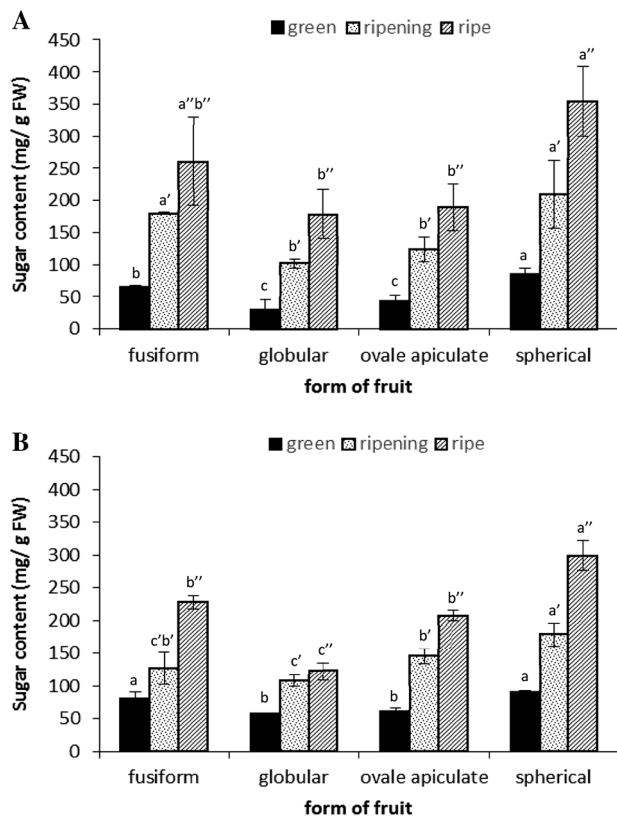 A
green ripening ripe
Sugar content (mg/ g FW)
450
400
350
300
250
200
150
100
50
0
b a' a''b''
c b' b''
c b' b''
a a' a''
fusiform globular ovale apiculate spherical
form of fruit
B
green ripening ripe
Sugar content (mg/ g FW)
450
400
350
300
250
200
150
100
50
0
a c'b' b''
b c' c''
b b' b''
a a' a''
fusiform globular ovale apiculate spherical
form of fruit